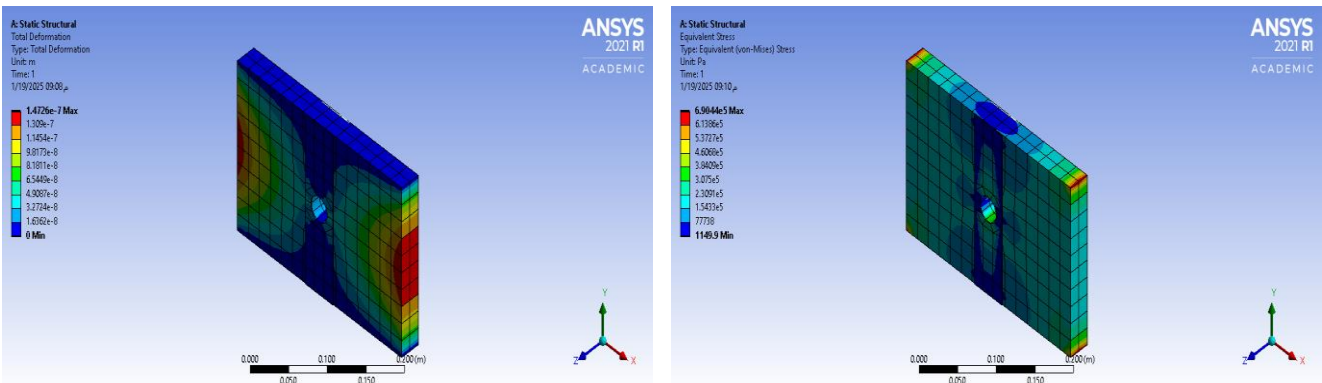 A: Static Structural
Total Deformation
Type: Total Deformation
Unit: m
Time: 1
1/19/2025 09:08 م
1.4726e-7 Max
1.309e-7
1.1454e-7
9.8173e-8
8.1811e-8
6.5449e-8
4.9087e-8
3.2724e-8
1.6362e-8
0 Min
ANSYS
2021 R1
ACADEMIC
0.000
0.100
0.200 (m)
0.050
0.150
Y
Z
X
A: Static Structural
Equivalent Stress
Type: Equivalent (von-Mises) Stress
Unit: Pa
Time: 1
1/19/2025 09:10 م
6.9044e5 Max
6.1386e5
5.3727e5
4.6068e5
3.8409e5
3.075e5
2.3091e5
1.5433e5
77738
1149.9 Min
ANSYS
2021 R1
ACADEMIC
0.000
0.100
0.200 (m)
0.050
0.150
Y
Z
X